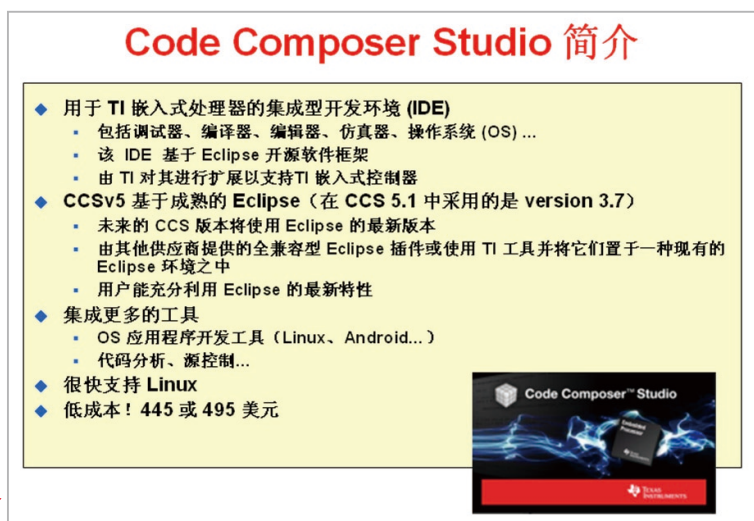 Code Composer Studio 简介
用于 TI 嵌入式处理器的集成型开发环境 (IDE)
包括调试器、编译器、编辑器、仿真器、操作系统 (OS) ...
该 IDE 基于 Eclipse 开源软件框架
由 TI 对其进行扩展以支持TI 嵌入式控制器
CCSv5 基于成熟的 Eclipse（在 CCS 5.1 中采用的是 version 3.7）
未来的 CCS 版本将使用 Eclipse 的最新版本
由其他供应商提供的全兼容型 Eclipse 插件或使用 TI 工具并将它们置于一种现有的
Eclipse 环境之中
用户能充分利用 Eclipse 的最新特性
集成更多的工具
OS 应用程序开发工具（Linux、Android...）
代码分析、源控制...
很快支持 Linux
低成本！445 或 495 美元
Code Composer™ Studio
Embedded
Processor
TEXAS
INSTRUMENTS